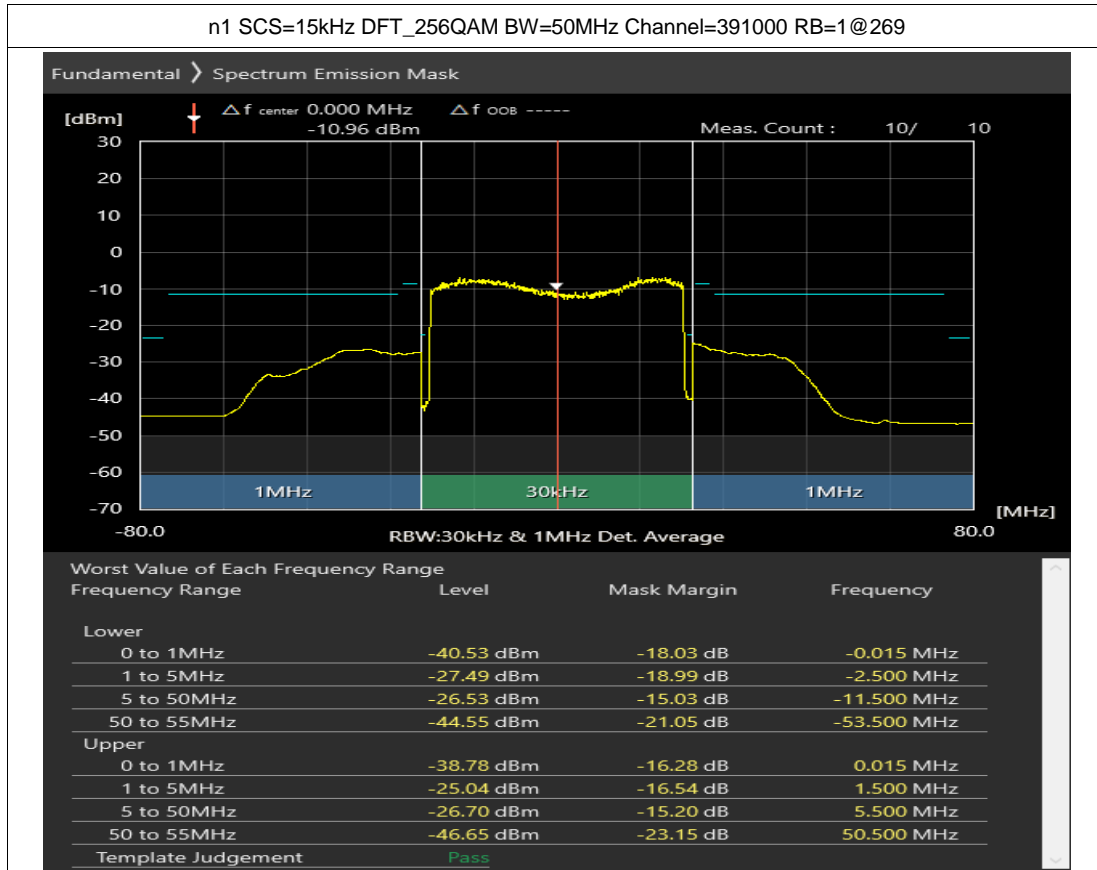 n1 SCS=15kHz DFT_256QAM BW=50MHz Channel=391000 RB=1@269
Fundamental ❯ Spectrum Emission Mask
[dBm] Δf center 0.000 MHz Δf OOB -----
-10.96 dBm Meas. Count : 10/ 10
30
20
10
0
-10
-20
-30
-40
-50
-60
1MHz 30kHz 1MHz
-70 [MHz]
-80.0 RBW:30kHz & 1MHz Det. Average 80.0
Worst Value of Each Frequency Range
Frequency Range Level Mask Margin Frequency
Lower
0 to 1MHz -40.53 dBm -18.03 dB -0.015 MHz
1 to 5MHz -27.49 dBm -18.99 dB -2.500 MHz
5 to 50MHz -26.53 dBm -15.03 dB -11.500 MHz
50 to 55MHz -44.55 dBm -21.05 dB -53.500 MHz
Upper
0 to 1MHz -38.78 dBm -16.28 dB 0.015 MHz
1 to 5MHz -25.04 dBm -16.54 dB 1.500 MHz
5 to 50MHz -26.70 dBm -15.20 dB 5.500 MHz
50 to 55MHz -46.65 dBm -23.15 dB 50.500 MHz
Template Judgement Pass